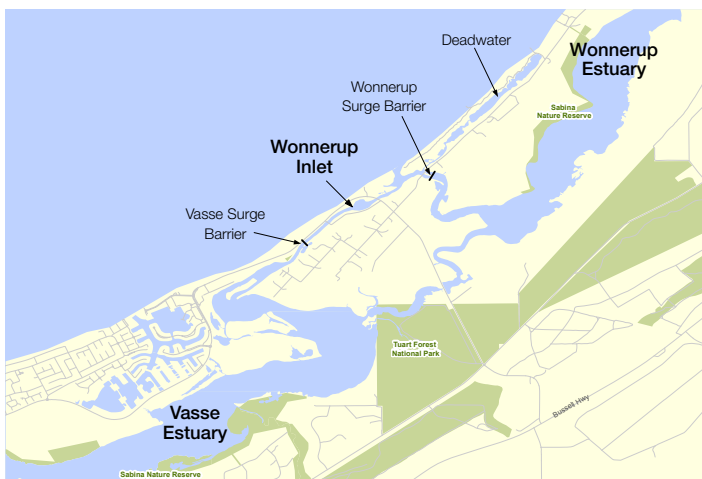 Deadwater
Wonnerup
Estuary
Wonnerup
Surge Barrier
Sabina
Nature Reserve
Wonnerup
Inlet
Vasse Surge
Barrier
Tuart Forest
National Park
Bussell Hwy
Vasse
Estuary
Sabina Nature Reserve